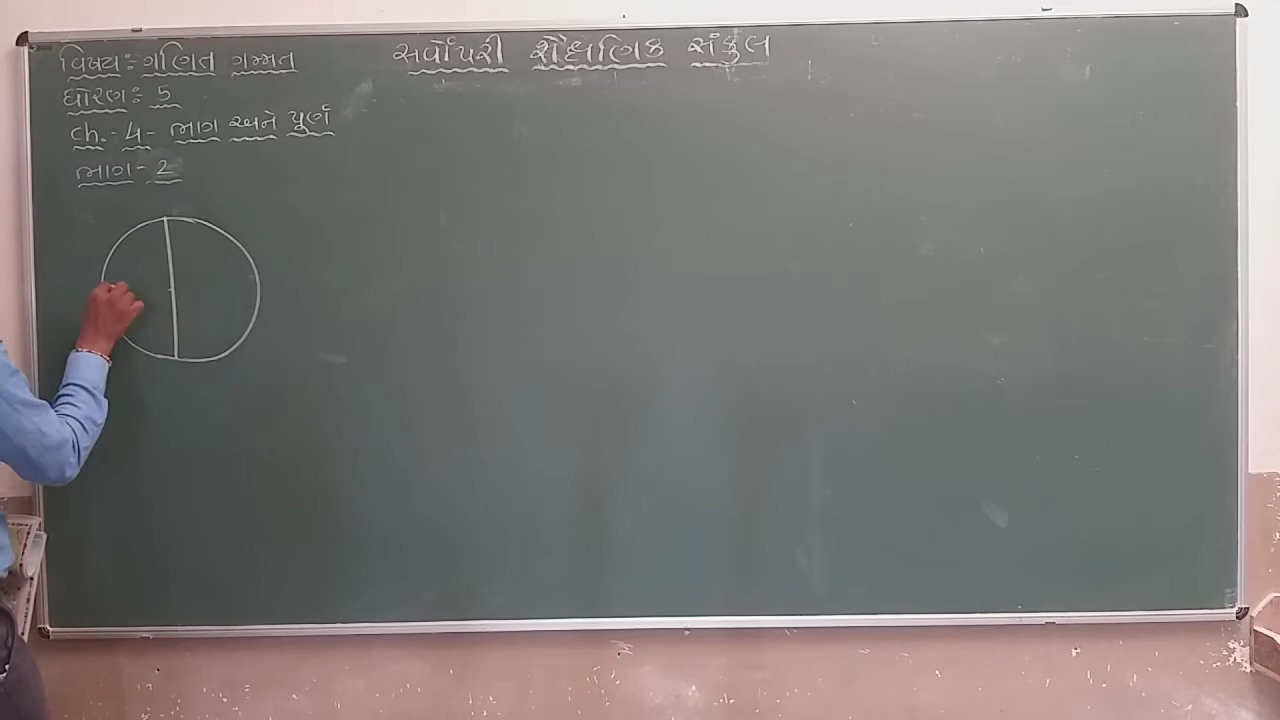 સર્વોપરી શૈક્ષણિક સંકુલ
વિષય:- ગણિત ગમ્મત
ધોરણ:- 5
ch.- 4- ભાગ અને પૂર્ણ
ભાગ- 2